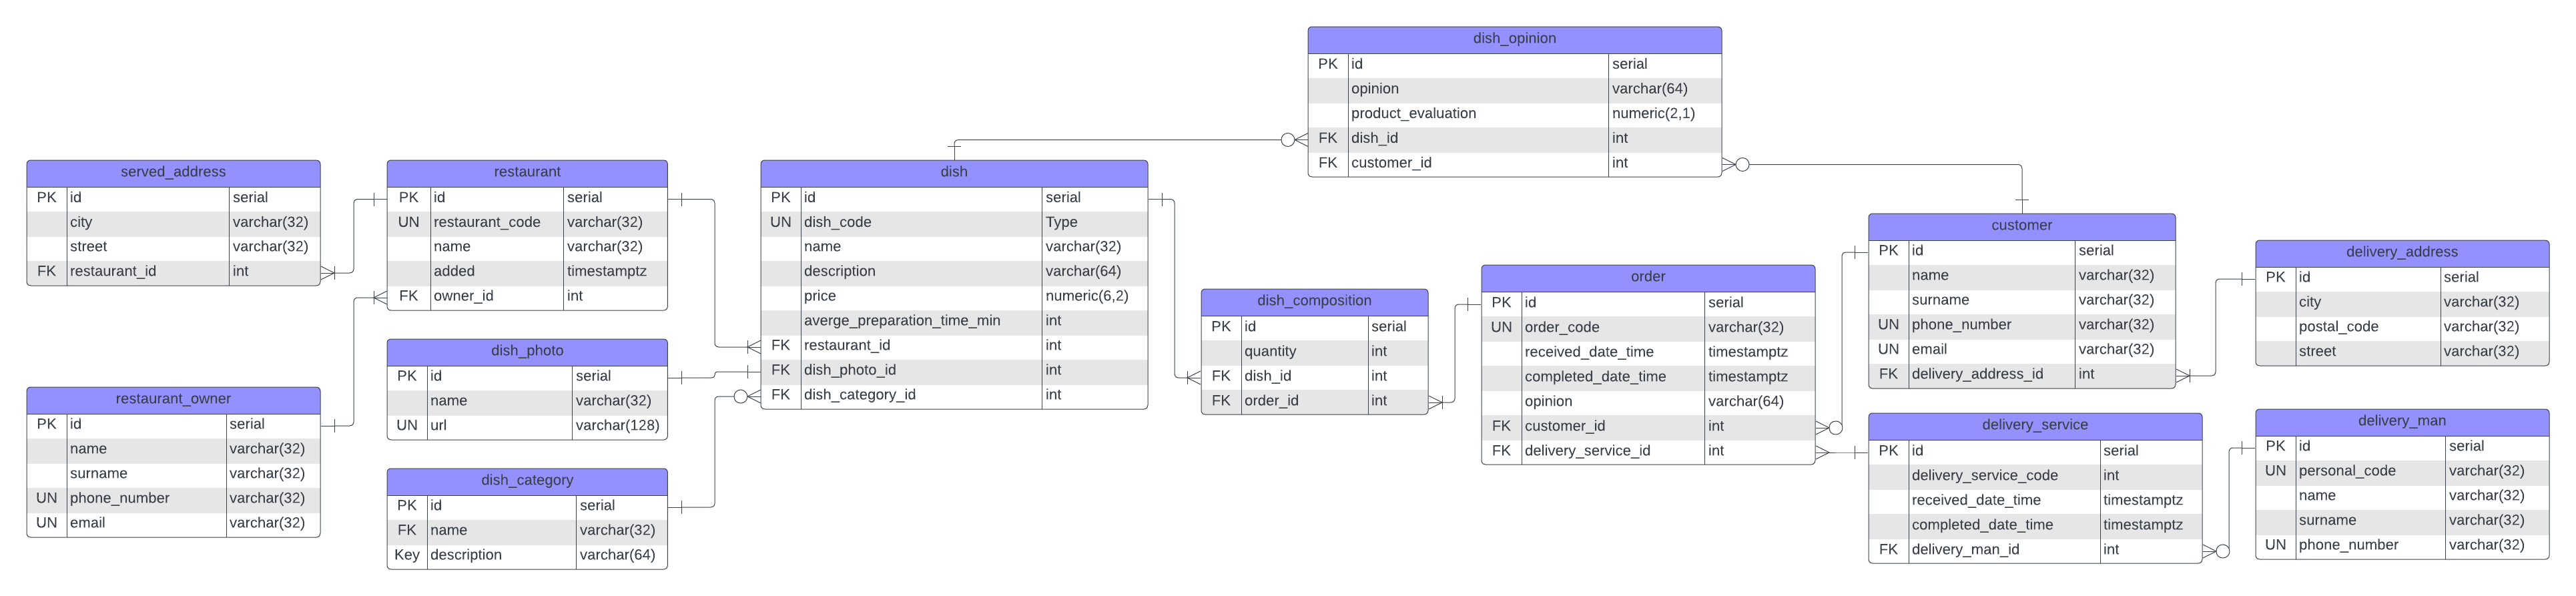 dish_opinion
PK id serial
opinion varchar(64)
product_evaluation numeric(2,1)
FK dish_id int
FK customer_id int
served_address
PK id serial
city varchar(32)
street varchar(32)
FK restaurant_id int
restaurant
PK id serial
UN restaurant_code varchar(32)
name varchar(32)
added timestamptz
FK owner_id int
dish
PK id serial
UN dish_code Type
name varchar(32)
description varchar(64)
price numeric(6,2)
averge_preparation_time_min int
FK restaurant_id int
FK dish_photo_id int
FK dish_category_id int
customer
PK id serial
name varchar(32)
surname varchar(32)
UN phone_number varchar(32)
UN email varchar(32)
FK delivery_address_id int
delivery_address
PK id serial
city varchar(32)
postal_code varchar(32)
street varchar(32)
order
PK id serial
UN order_code varchar(32)
received_date_time timestamptz
completed_date_time timestamptz
opinion varchar(64)
FK customer_id int
FK delivery_service_id int
dish_composition
PK id serial
quantity int
FK dish_id int
FK order_id int
dish_photo
PK id serial
name varchar(32)
UN url varchar(128)
restaurant_owner
PK id serial
name varchar(32)
surname varchar(32)
UN phone_number varchar(32)
UN email varchar(32)
dish_category
PK id serial
FK name varchar(32)
Key description varchar(64)
delivery_service
PK id serial
delivery_service_code int
received_date_time timestamptz
completed_date_time timestamptz
FK delivery_man_id int
delivery_man
PK id serial
UN personal_code varchar(32)
name varchar(32)
surname varchar(32)
UN phone_number varchar(32)